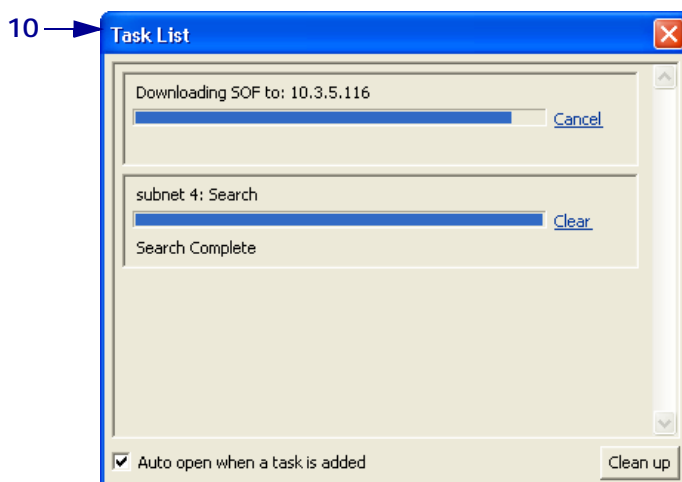 10
Task List
Downloading SOF to: 10.3.5.116
Cancel
subnet 4: Search
Clear
Search Complete
Auto open when a task is added
Clean up